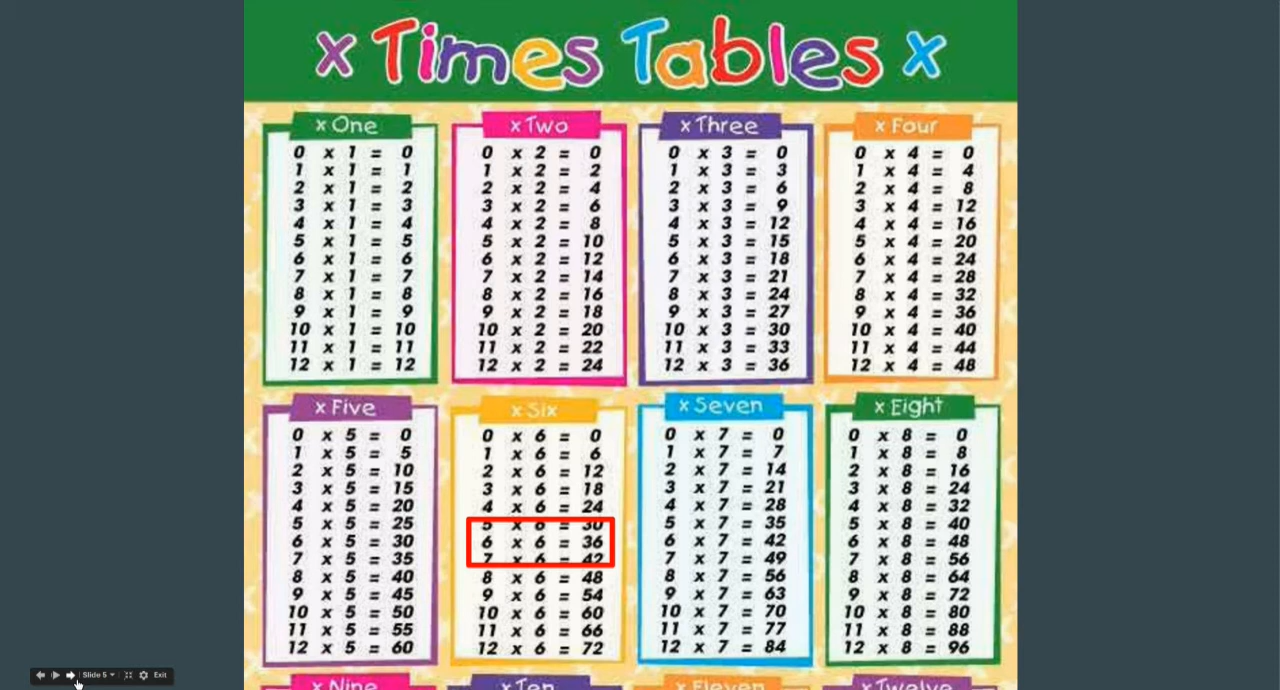 x Times Tables x
x One
0 x 1 = 0
1 x 1 = 1
2 x 1 = 2
3 x 1 = 3
4 x 1 = 4
5 x 1 = 5
6 x 1 = 6
7 x 1 = 7
8 x 1 = 8
9 x 1 = 9
10 x 1 = 10
11 x 1 = 11
12 x 1 = 12
x Two
0 x 2 = 0
1 x 2 = 2
2 x 2 = 4
3 x 2 = 6
4 x 2 = 8
5 x 2 = 10
6 x 2 = 12
7 x 2 = 14
8 x 2 = 16
9 x 2 = 18
10 x 2 = 20
11 x 2 = 22
12 x 2 = 24
x Three
0 x 3 = 0
1 x 3 = 3
2 x 3 = 6
3 x 3 = 9
4 x 3 = 12
5 x 3 = 15
6 x 3 = 18
7 x 3 = 21
8 x 3 = 24
9 x 3 = 27
10 x 3 = 30
11 x 3 = 33
12 x 3 = 36
x Four
0 x 4 = 0
1 x 4 = 4
2 x 4 = 8
3 x 4 = 12
4 x 4 = 16
5 x 4 = 20
6 x 4 = 24
7 x 4 = 28
8 x 4 = 32
9 x 4 = 36
10 x 4 = 40
11 x 4 = 44
12 x 4 = 48
x Five
0 x 5 = 0
1 x 5 = 5
2 x 5 = 10
3 x 5 = 15
4 x 5 = 20
5 x 5 = 25
6 x 5 = 30
7 x 5 = 35
8 x 5 = 40
9 x 5 = 45
10 x 5 = 50
11 x 5 = 55
12 x 5 = 60
x Six
0 x 6 = 0
1 x 6 = 6
2 x 6 = 12
3 x 6 = 18
4 x 6 = 24
5 x 6 = 30
6 x 6 = 36
7 x 6 = 42
8 x 6 = 48
9 x 6 = 54
10 x 6 = 60
11 x 6 = 66
12 x 6 = 72
x Seven
0 x 7 = 0
1 x 7 = 7
2 x 7 = 14
3 x 7 = 21
4 x 7 = 28
5 x 7 = 35
6 x 7 = 42
7 x 7 = 49
8 x 7 = 56
9 x 7 = 63
10 x 7 = 70
11 x 7 = 77
12 x 7 = 84
x Eight
0 x 8 = 0
1 x 8 = 8
2 x 8 = 16
3 x 8 = 24
4 x 8 = 32
5 x 8 = 40
6 x 8 = 48
7 x 8 = 56
8 x 8 = 64
9 x 8 = 72
10 x 8 = 80
11 x 8 = 88
12 x 8 = 96
x Nine
x Ten
x Eleven
x Twelve
Slide 5
Exit